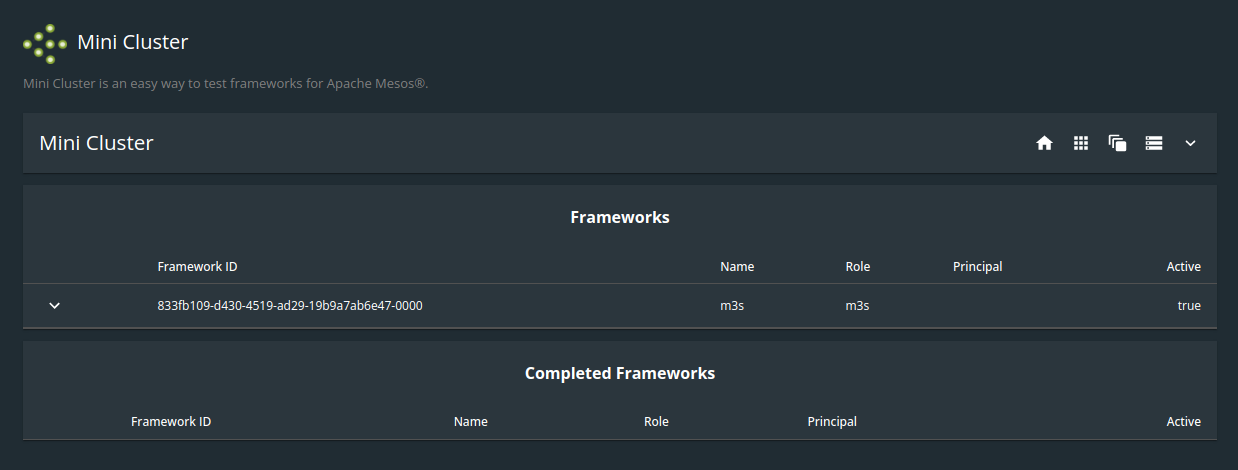 Mini Cluster
Mini Cluster is an easy way to test frameworks for Apache Mesos®.
Mini Cluster
Frameworks
Framework ID Name Role Principal Active
833fb109-d430-4519-ad29-19b9a7ab6e47-0000 m3s m3s true
Completed Frameworks
Framework ID Name Role Principal Active